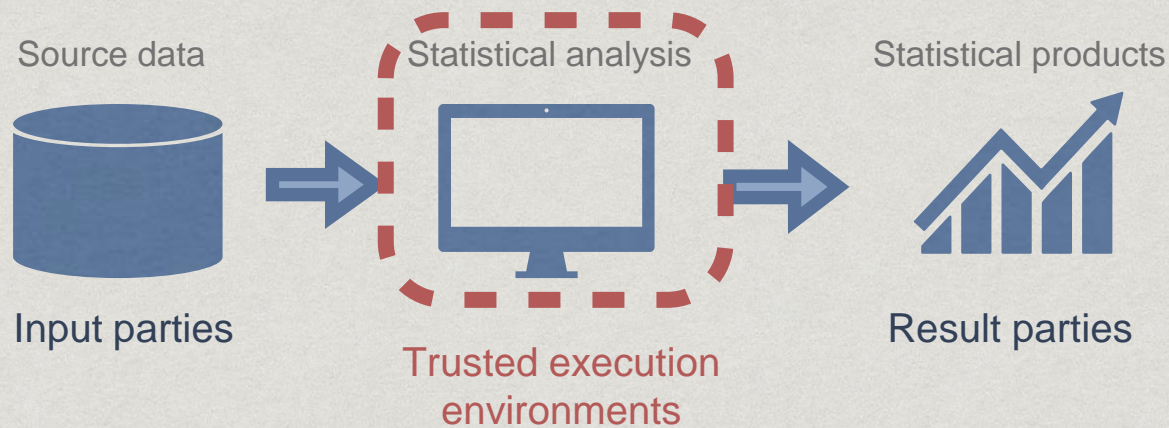 Source data
Statistical analysis
Statistical products
Input parties
Result parties
Trusted execution
environments